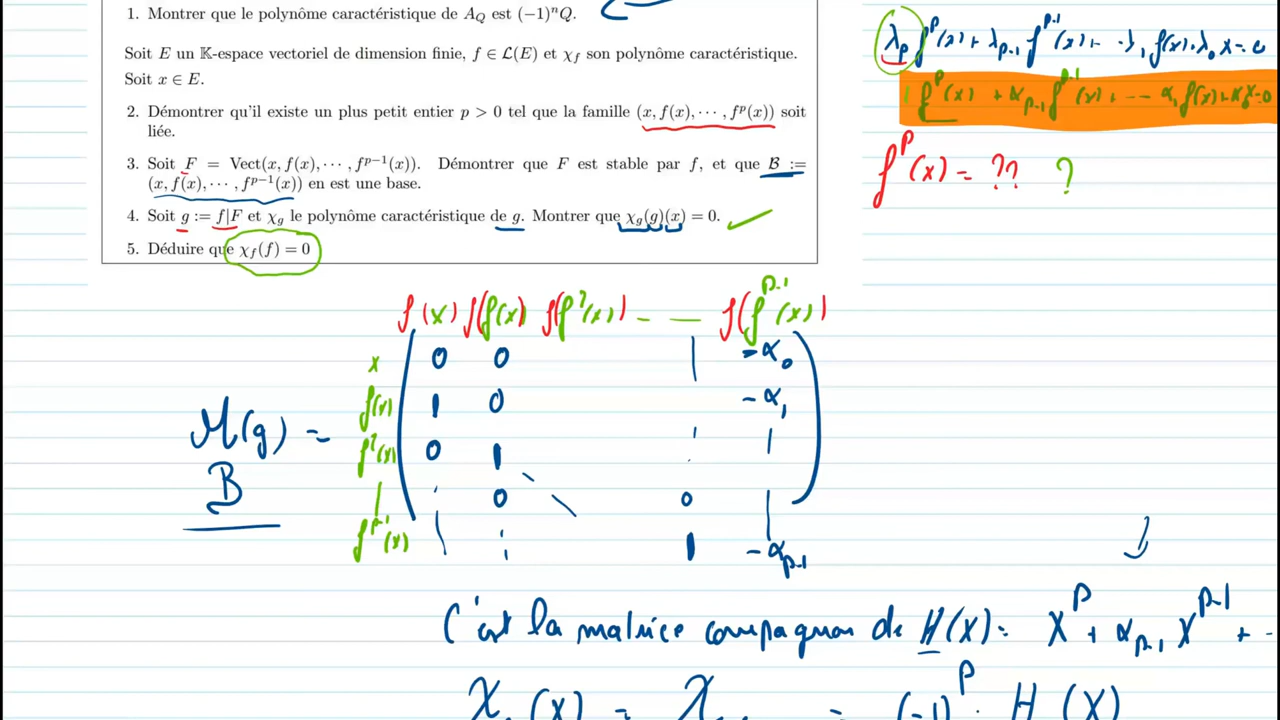 1. Montrer que le polynôme caractéristique de A_Q est (−1)^n Q.
Soit E un 𝕂-espace vectoriel de dimension finie, f ∈ ℒ(E) et χ_f son polynôme caractéristique.
Soit x ∈ E.
2. Démontrer qu'il existe un plus petit entier p > 0 tel que la famille (x, f(x), ⋯ , f^p(x)) soit
liée.
3. Soit F = Vect(x, f(x), ⋯ , f^{p−1}(x)). Démontrer que F est stable par f, et que ℬ :=
(x, f(x), ⋯ , f^{p−1}(x)) en est une base.
4. Soit g := f|F et χ_g le polynôme caractéristique de g. Montrer que χ_g(g)(x) = 0.
5. Déduire que χ_f(f) = 0
λ_p f^p(x) + λ_{p-1} f^{p-1}(x) + - λ_1 f(x) + λ_0 x = 0
f^p(x) + α_{p-1} f^{p-1}(x) + --- α_1 f(x) + α_0 x = 0
f^p(x) = ?? ?
f(x) f(f(x) f(f²(x)) - — f(f^{p-1}(x))
x 0 0 | -α_0
f(x) 1 0 -α_1
M(g) =
f²(x) 0 1 |
B
0 0 |
f^{p-1}(x) 1 -α_{p-1}
C'est la matrice compagnon de H(X) = X^p + α_{p-1} X^{p-1} + -
(X) = = (-1)^p . H(X)